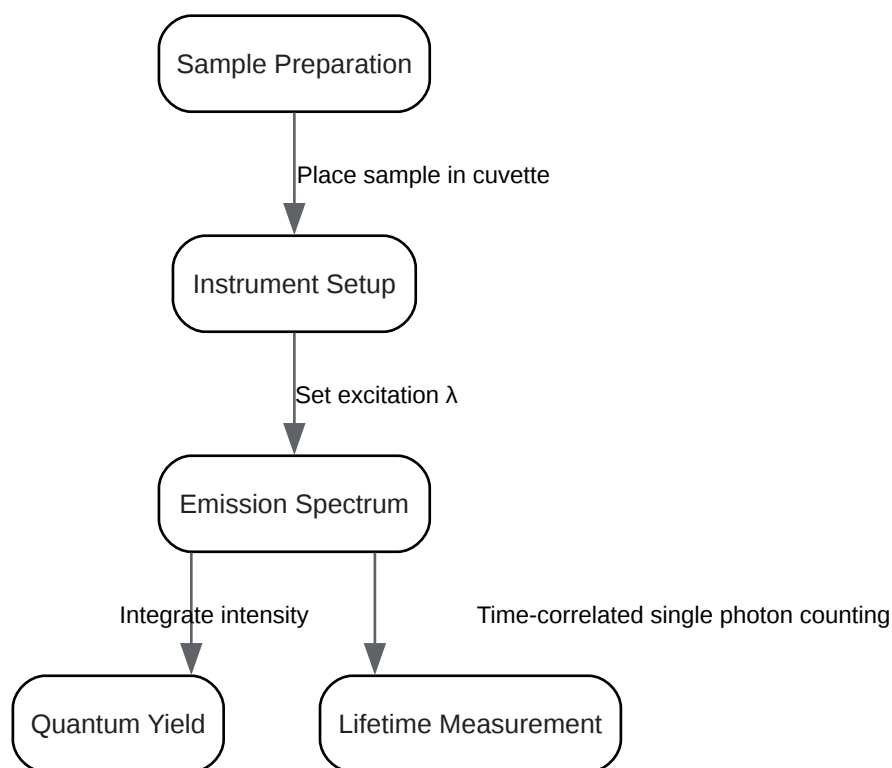 Sample Preparation
Place sample in cuvette
Instrument Setup
Set excitation λ
Emission Spectrum
Integrate intensity
Time-correlated single photon counting
Quantum Yield
Lifetime Measurement